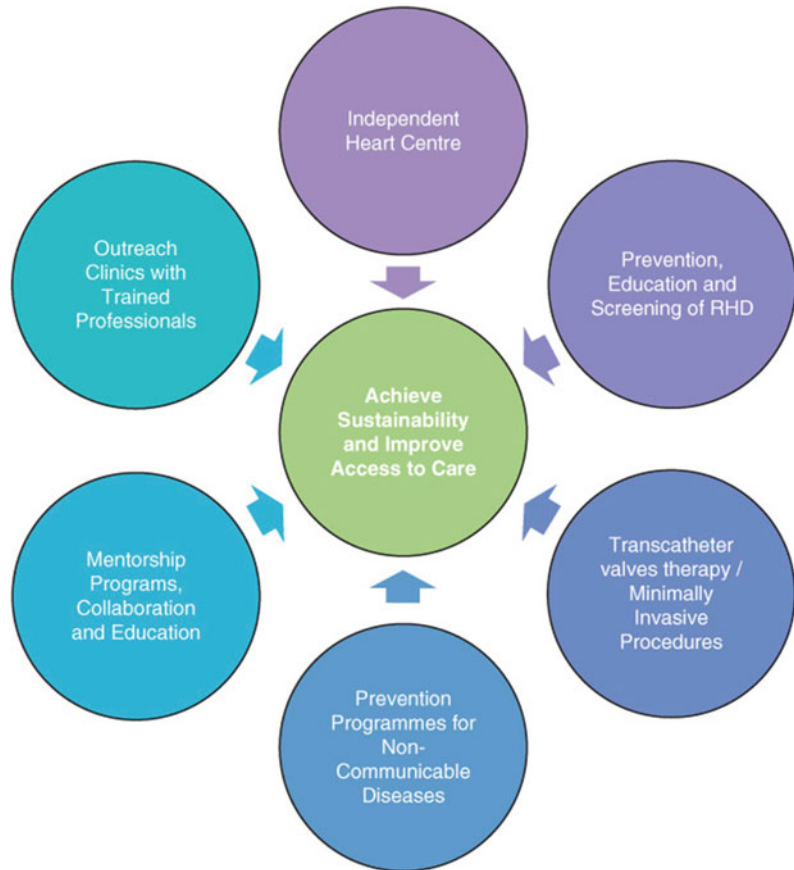 Independent
Heart Centre
Prevention,
Education and
Screening of RHD
Transcatheter
valves therapy /
Minimally
Invasive
Procedures
Prevention
Programmes for
Non-
Communicable
Diseases
Mentorship
Programs,
Collaboration
and Education
Outreach
Clinics with
Trained
Professionals
Achieve
Sustainability
and Improve
Access to Care